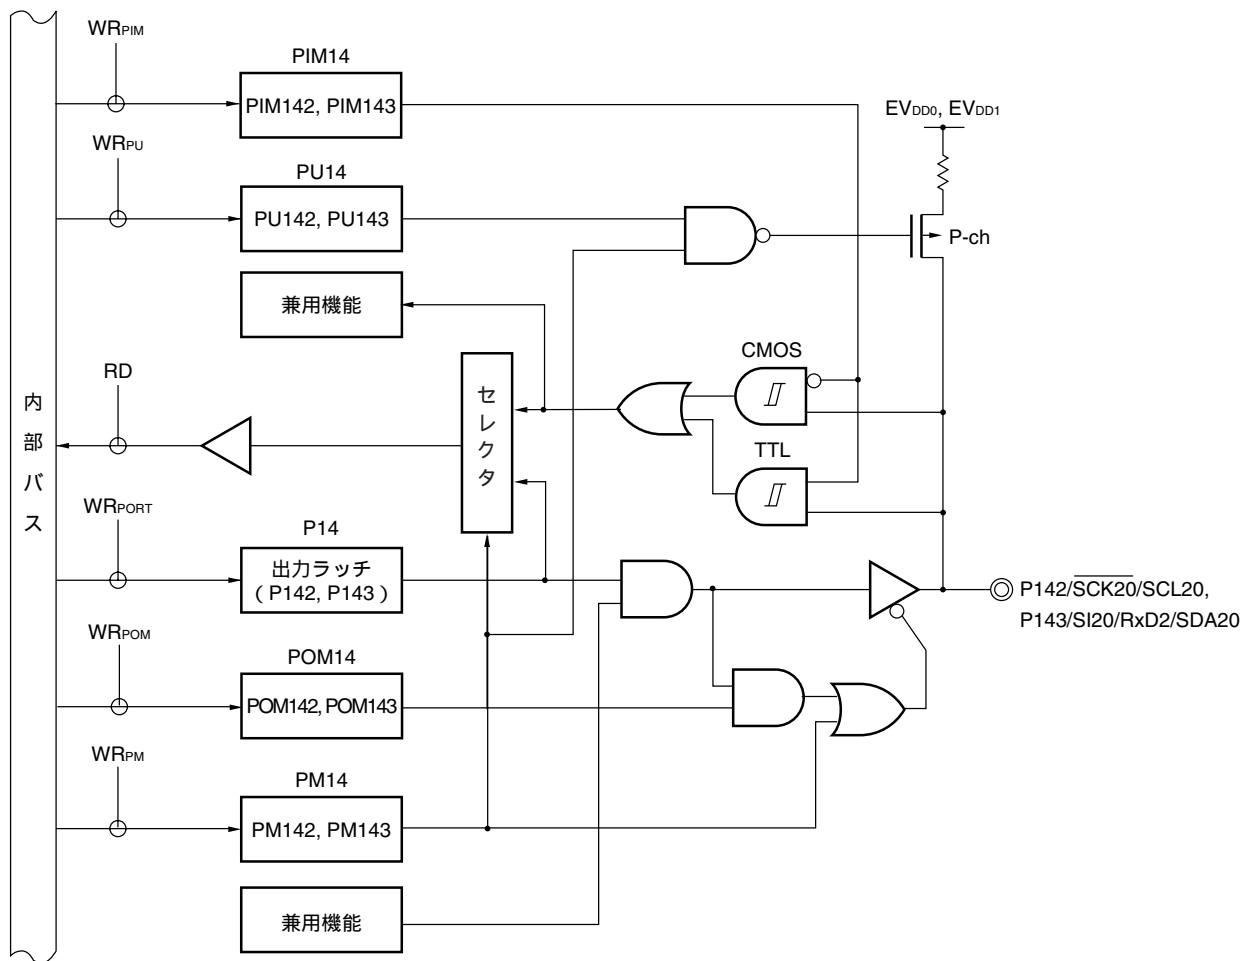 WRPIM
PIM14
PIM142, PIM143
EVDD0, EVDD1
WRPU
PU14
PU142, PU143
P-ch
兼用機能
CMOS
RD
セレクタ
内部バス
TTL
WRPORT
P14
出力ラッチ
（P142, P143）
P142/SCK20/SCL20,
P143/SI20/RxD2/SDA20
WRPOM
POM14
POM142, POM143
WRPM
PM14
PM142, PM143
兼用機能